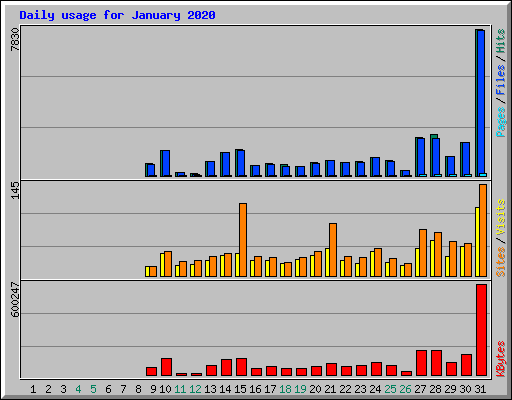 Daily usage for January 2020
7830
Pages / Files / Hits
145
Sites / Visits
600247
KBytes
1 2 3 4 5 6 7 8 9 10 11 12 13 14 15 16 17 18 19 20 21 22 23 24 25 26 27 28 29 30 31